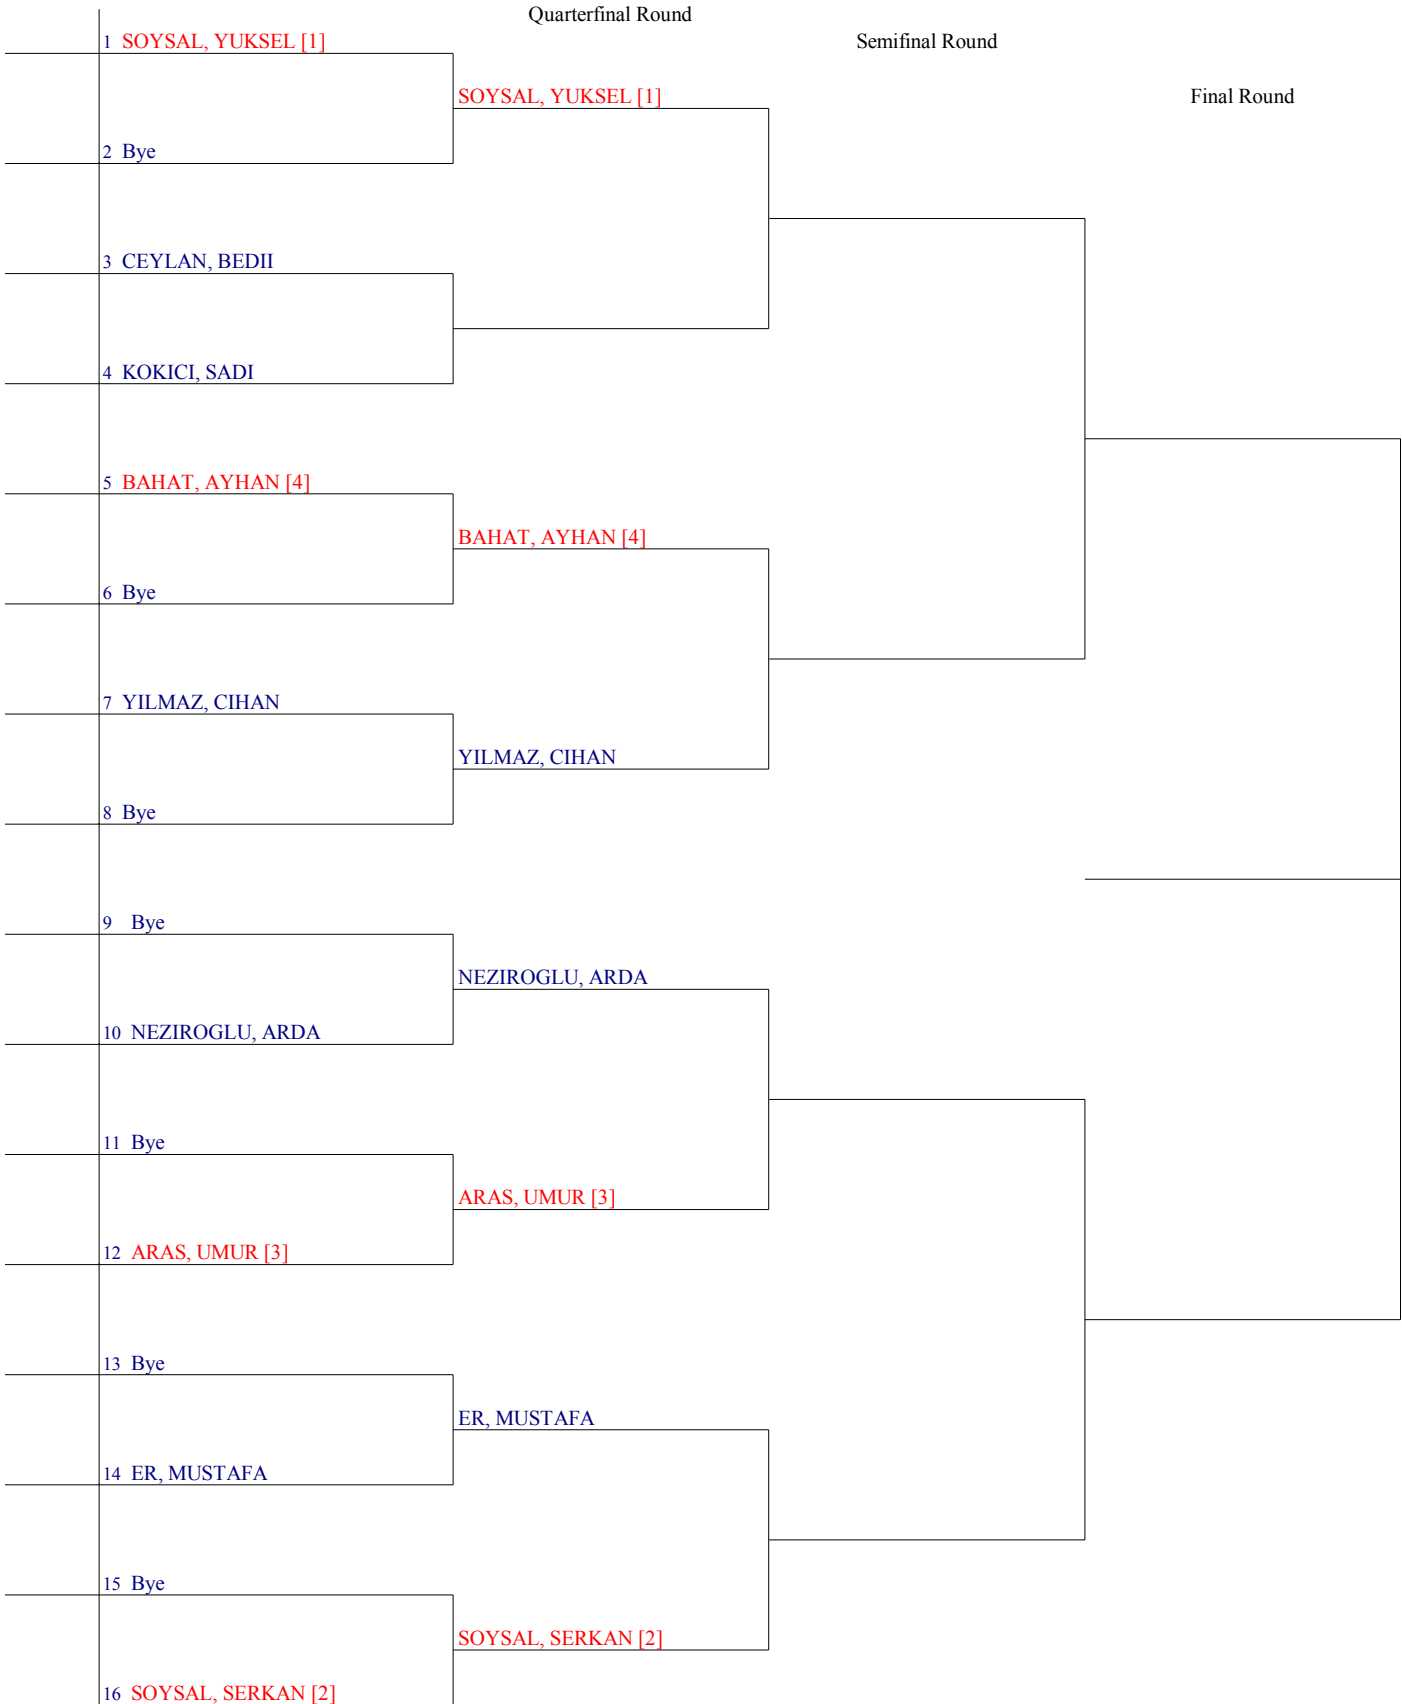 Quarterfinal Round
Semifinal Round
Final Round
1 SOYSAL, YUKSEL [1]
SOYSAL, YUKSEL [1]
2 Bye
3 CEYLAN, BEDII
4 KOKICI, SADI
5 BAHAT, AYHAN [4]
BAHAT, AYHAN [4]
6 Bye
7 YILMAZ, CIHAN
YILMAZ, CIHAN
8 Bye
9 Bye
NEZIROGLU, ARDA
10 NEZIROGLU, ARDA
11 Bye
ARAS, UMUR [3]
12 ARAS, UMUR [3]
13 Bye
ER, MUSTAFA
14 ER, MUSTAFA
15 Bye
SOYSAL, SERKAN [2]
16 SOYSAL, SERKAN [2]